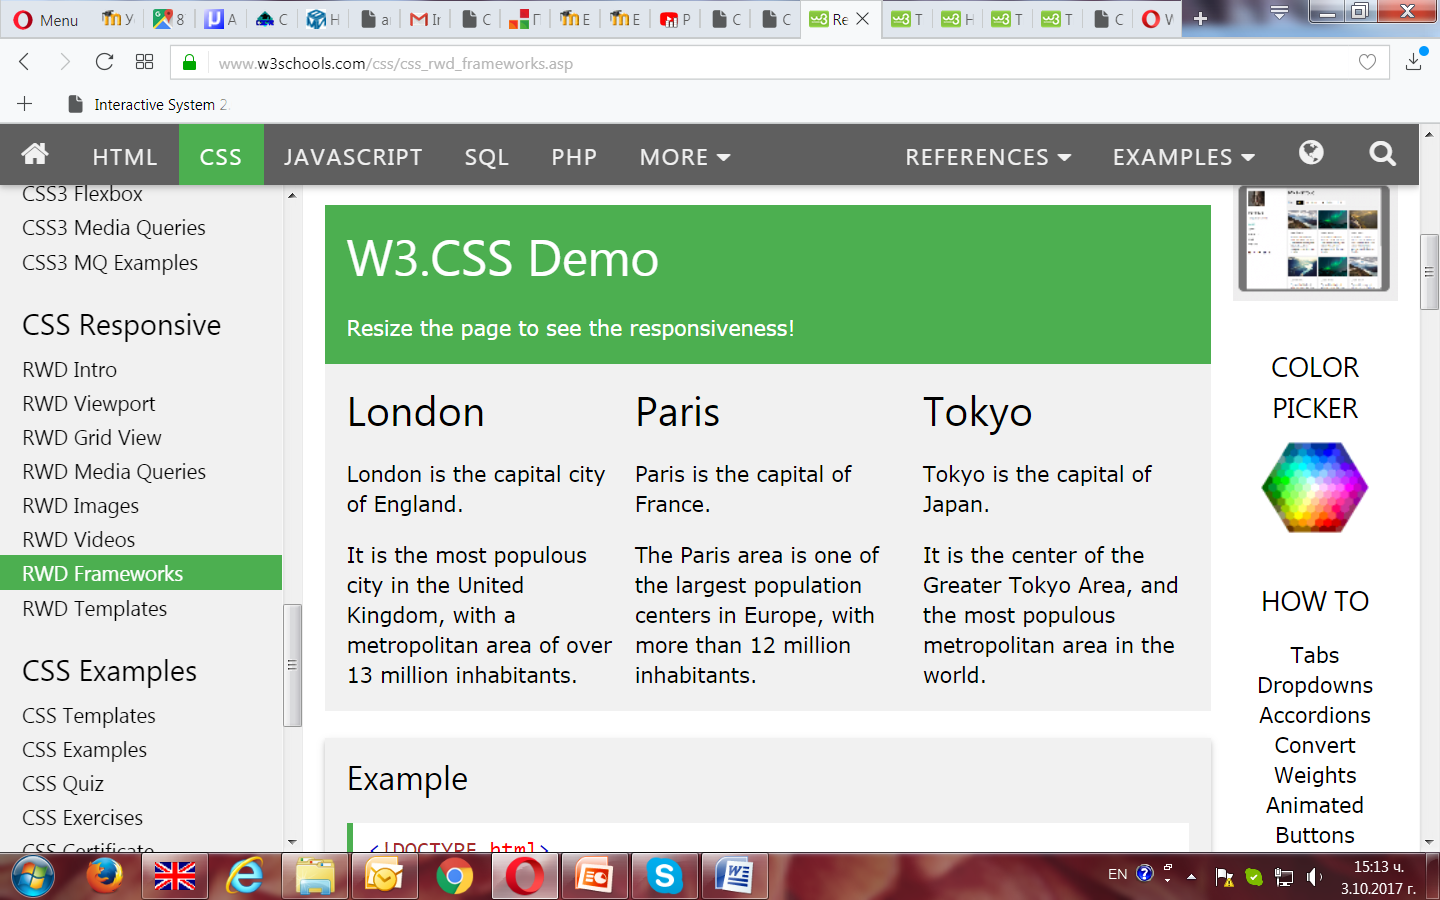 Menu
У
8
A
C
H
a
Ir
C
П
E
E
P
C
C
Re
T
H
T
T
C
W
www.w3schools.com/css/css_rwd_frameworks.asp
Interactive System 2
HTML
CSS
JAVASCRIPT
SQL
PHP
MORE
REFERENCES
EXAMPLES
CSS3 Flexbox
CSS3 Media Queries
CSS3 MQ Examples
CSS Responsive
RWD Intro
RWD Viewport
RWD Grid View
RWD Media Queries
RWD Images
RWD Videos
RWD Frameworks
RWD Templates
CSS Examples
CSS Templates
CSS Examples
CSS Quiz
CSS Exercises
CSS Certificate
W3.CSS Demo
Resize the page to see the responsiveness!
London
London is the capital city
of England.
It is the most populous
city in the United
Kingdom, with a
metropolitan area of over
13 million inhabitants.
Paris
Paris is the capital of
France.
The Paris area is one of
the largest population
centers in Europe, with
more than 12 million
inhabitants.
Tokyo
Tokyo is the capital of
Japan.
It is the center of the
Greater Tokyo Area, and
the most populous
metropolitan area in the
world.
Example
<!DOCTYPE html>
COLOR
PICKER
HOW TO
Tabs
Dropdowns
Accordions
Convert
Weights
Animated
Buttons
EN
15:13 ч.
3.10.2017 г.